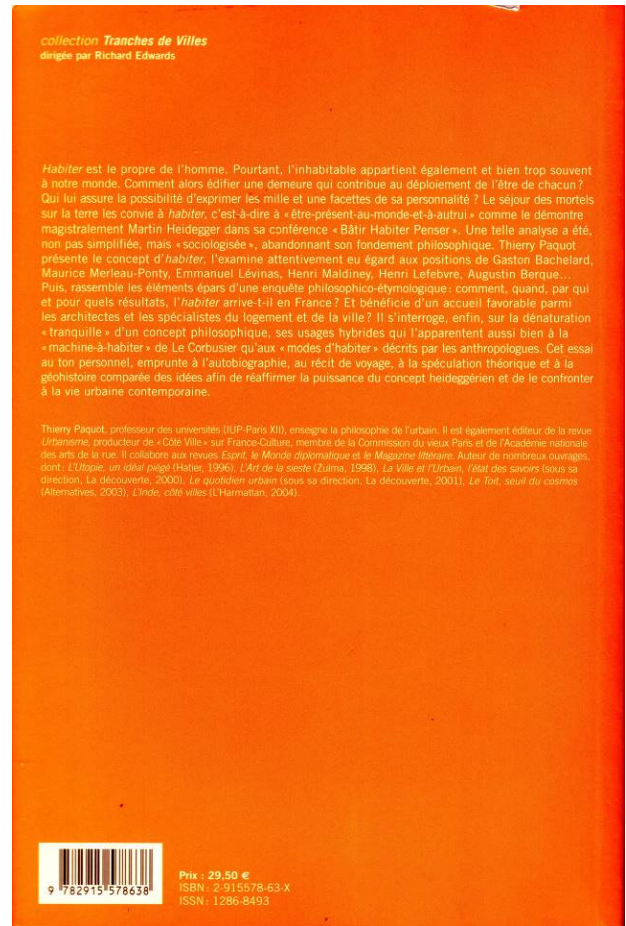 collection Tranches de Villes
dirigée par Richard Edwards
Habiter est le propre de l'homme. Pourtant, l'inhabitable appartient également et bien trop souvent
à notre monde. Comment alors édifier une demeure qui contribue au déploiement de l'être de chacun ?
Qui lui assure la possibilité d'exprimer les mille et une facettes de sa personnalité ? Le séjour des mortels
sur la terre les convie à habiter, c'est-à-dire à « être-présent-au-monde-et-à-autrui » comme le démontre
magistralement Martin Heidegger dans sa conférence « Bâtir Habiter Penser ». Une telle analyse a été,
non pas simplifiée, mais « sociologisée », abandonnant son fondement philosophique. Thierry Paquot
présente le concept d'habiter, l'examine attentivement eu égard aux positions de Gaston Bachelard,
Maurice Merleau-Ponty, Emmanuel Lévinas, Henri Maldiney, Henri Lefebvre, Augustin Berque...
Puis, rassemble les éléments épars d'une enquête philosophico-étymologique : comment, quand, par qui
et pour quels résultats, l'habiter arrive-t-il en France ? Et bénéficie d'un accueil favorable parmi
les architectes et les spécialistes du logement et de la ville ? Il s'interroge, enfin, sur la dénaturation
« tranquille » d'un concept philosophique, ses usages hybrides qui l'apparentent aussi bien à la
« machine-à-habiter » de Le Corbusier qu'aux « modes d'habiter » décrits par les anthropologues. Cet essai
au ton personnel, emprunte à l'autobiographie, au récit de voyage, à la spéculation théorique et à la
géohistoire comparée des idées afin de réaffirmer la puissance du concept heideggérien et de le confronter
à la vie urbaine contemporaine.
Thierry Paquot, professeur des universités (IUP-Paris XII), enseigne la philosophie de l'urbain. Il est également éditeur de la revue
Urbanisme, producteur de « Côté Ville » sur France-Culture, membre de la Commission du vieux Paris et de l'Académie nationale
des arts de la rue. Il collabore aux revues Esprit, le Monde diplomatique et le Magazine littéraire. Auteur de nombreux ouvrages,
dont : L'Utopie, un idéal piégé (Hatier, 1996), L'Art de la sieste (Zulma, 1998), La Ville et l'Urbain, l'état des savoirs (sous sa
direction, La découverte, 2000), Le quotidien urbain (sous sa direction, La découverte, 2001), Le Toit, seuil du cosmos
(Alternatives, 2003), L'Inde, côté villes (L'Harmattan, 2004).
Prix : 29,50 €
ISBN : 2-915578-63-X
ISSN : 1286-8493
9 782915 578638